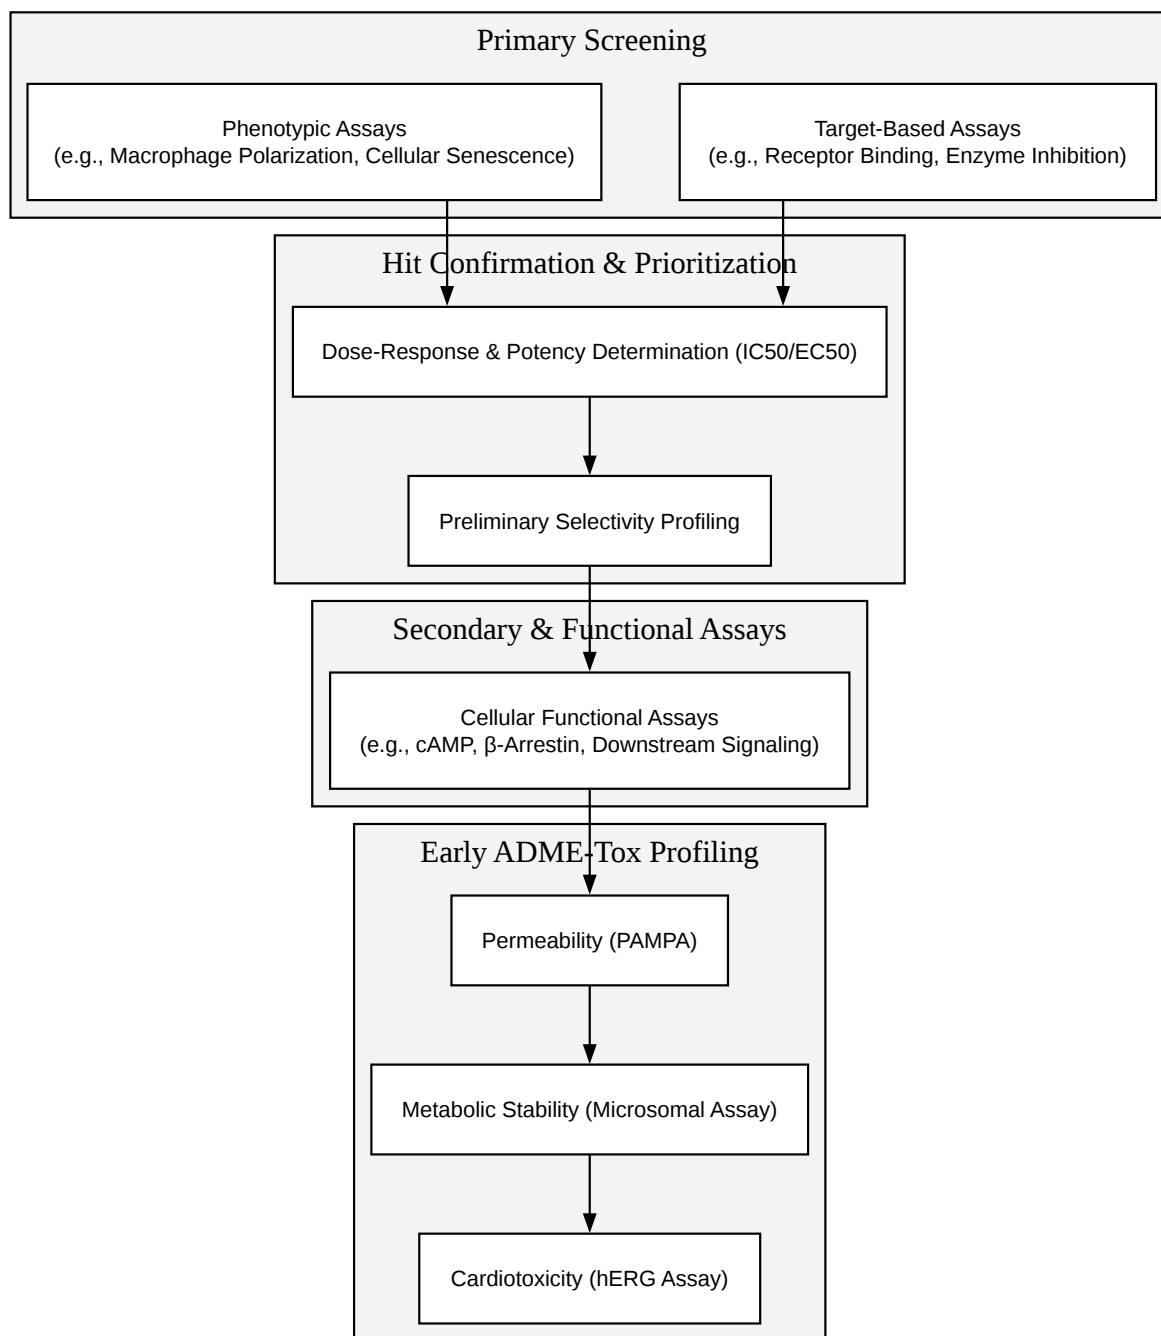 Primary Screening
Phenotypic Assays
(e.g., Macrophage Polarization, Cellular Senescence)
Target-Based Assays
(e.g., Receptor Binding, Enzyme Inhibition)
Hit Confirmation & Prioritization
Dose-Response & Potency Determination (IC50/EC50)
Preliminary Selectivity Profiling
Secondary & Functional Assays
Cellular Functional Assays
(e.g., cAMP, β-Arrestin, Downstream Signaling)
Early ADME-Tox Profiling
Permeability (PAMPA)
Metabolic Stability (Microsomal Assay)
Cardiotoxicity (hERG Assay)